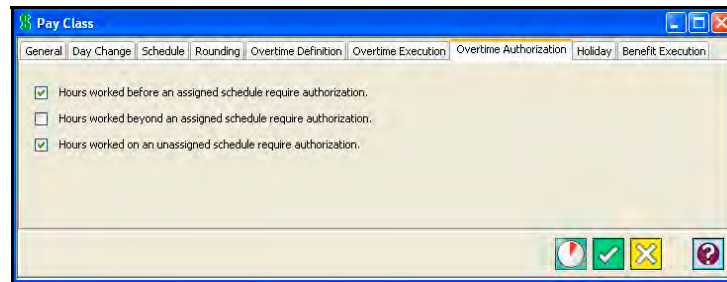 Pay Class
General Day Change Schedule Rounding Overtime Definition Overtime Execution Overtime Authorization Holiday Benefit Execution
Hours worked before an assigned schedule require authorization.
Hours worked beyond an assigned schedule require authorization.
Hours worked on an unassigned schedule require authorization.
?